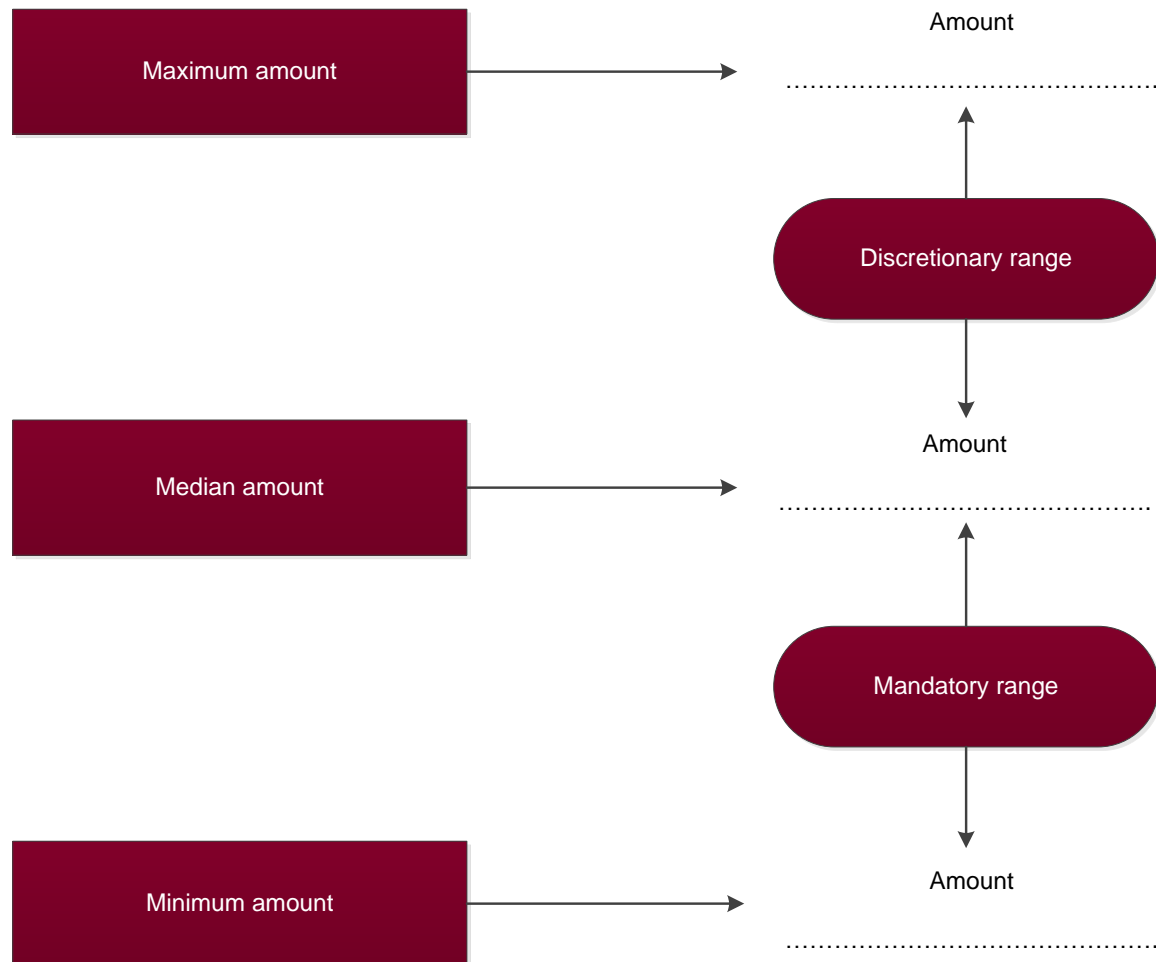 Amount
Maximum amount
................................................
Discretionary range
Amount
Median amount
................................................
Mandatory range
Amount
Minimum amount
................................................